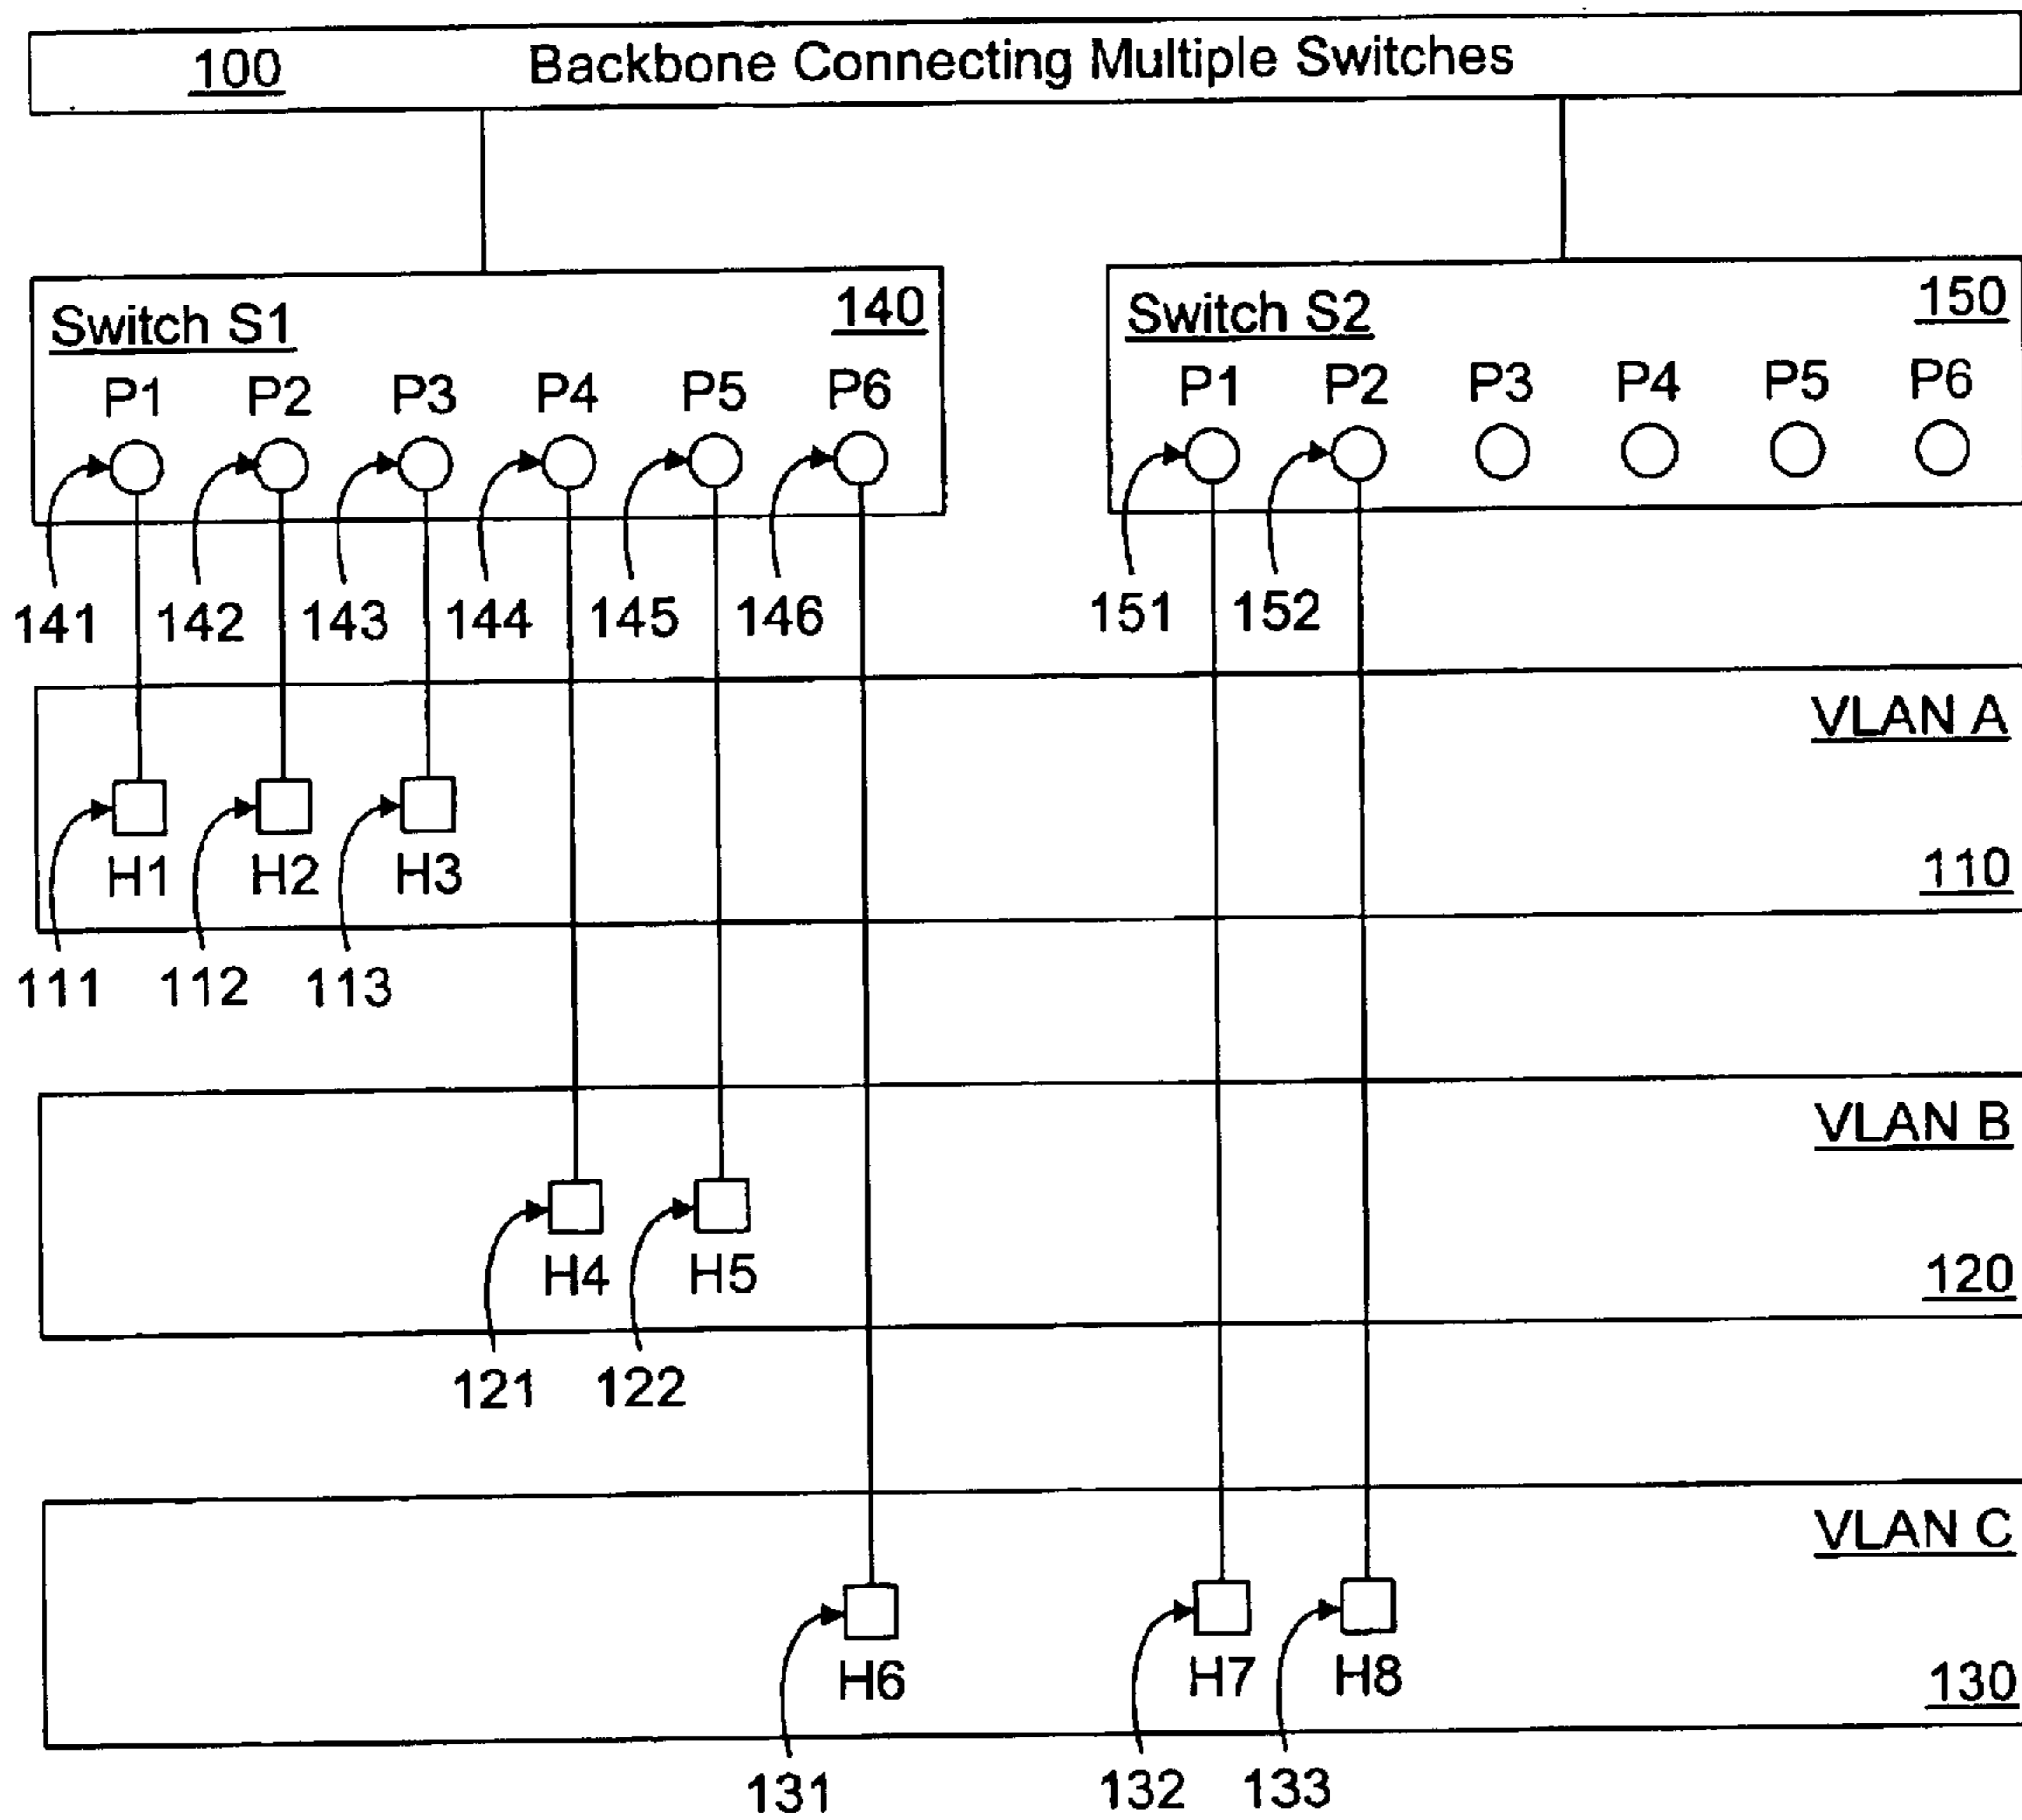 100 Backbone Connecting Multiple Switches
Switch S1 140 Switch S2 150
P1 P2 P3 P4 P5 P6 P1 P2 P3 P4 P5 P6
141 142 143 144 145 146 151 152
VLAN A
H1 H2 H3 110
111 112 113
VLAN B
H4 H5 120
121 122
VLAN C
H6 H7 H8 130
131 132 133